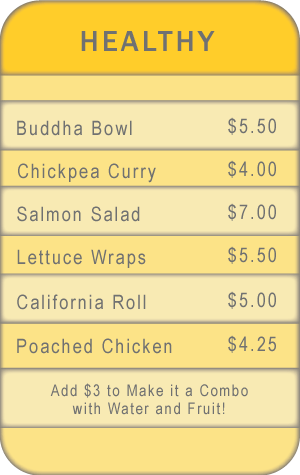 HEALTHY
Buddha Bowl $5.50
Chickpea Curry $4.00
Salmon Salad $7.00
Lettuce Wraps $5.50
California Roll $5.00
Poached Chicken $4.25
Add $3 to Make it a Combo
with Water and Fruit!